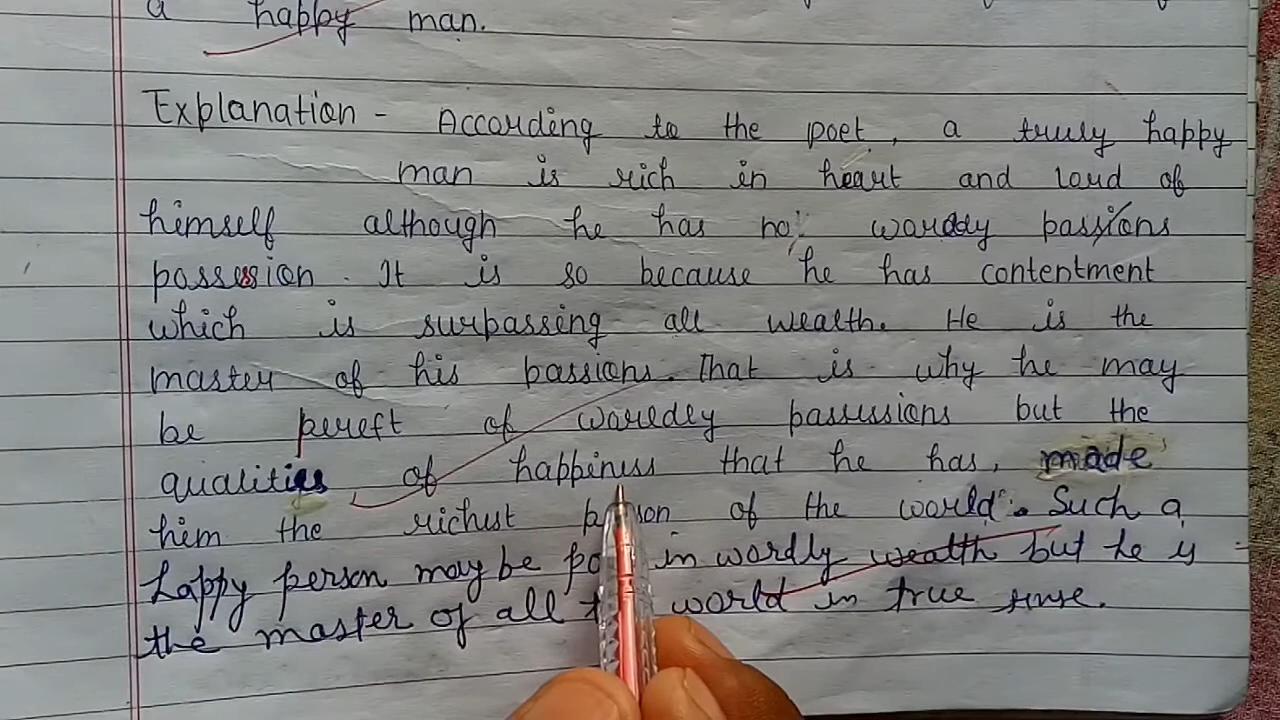 a happy man.
Explanation - According to the poet, a truly happy
man is rich in heart and lord of
himself although he has no wardly passions
possession. It is so because he has contentment
which is surpassing all wealth. He is the
master of his passions. That is why he may
be bereft of waredly possessions but the
qualities of happiness that he has, made
him the richest person of the world. Such a
happy person may be in wordly wealth but he is
the master of all world in true sense.